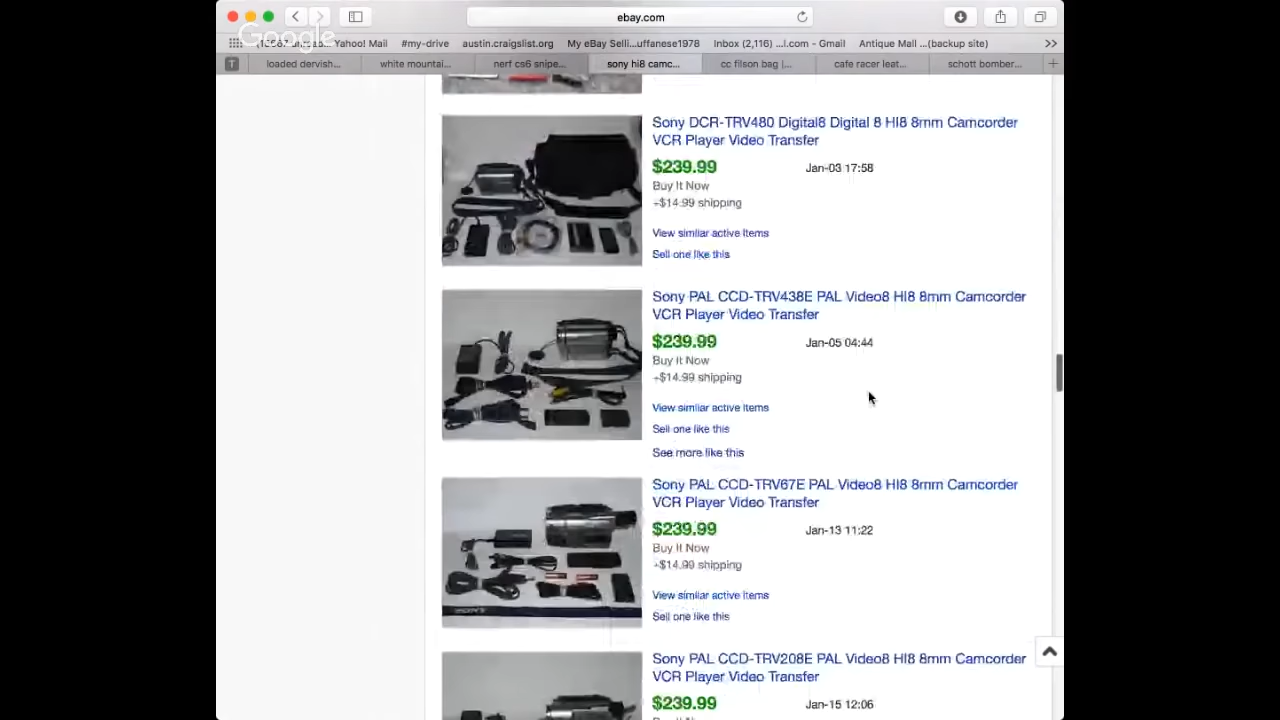 ebay.com
Google
Yahoo! Mail #my-drive austin.craigslist.org My eBay Selli...uffanese1978 Inbox (2,116) ...l.com - Gmail Antique Mall ...(backup site)
T loaded dervish... white mountai... nerf cs6 snipe... sony hi8 camc... cc filson bag |... cafe racer leat... schott bomber...
Sony DCR-TRV480 Digital8 Digital 8 HI8 8mm Camcorder
VCR Player Video Transfer
$239.99 Jan-03 17:58
Buy It Now
+$14.99 shipping
View similar active items
Sell one like this
Sony PAL CCD-TRV438E PAL Video8 HI8 8mm Camcorder
VCR Player Video Transfer
$239.99 Jan-05 04:44
Buy It Now
+$14.99 shipping
View similar active items
Sell one like this
See more like this
Sony PAL CCD-TRV67E PAL Video8 HI8 8mm Camcorder
VCR Player Video Transfer
$239.99 Jan-13 11:22
Buy It Now
+$14.99 shipping
View similar active items
Sell one like this
SONY
Sony PAL CCD-TRV208E PAL Video8 HI8 8mm Camcorder
VCR Player Video Transfer
$239.99 Jan-15 12:06